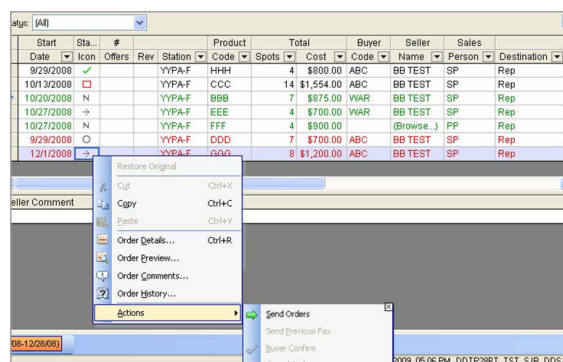 atus: (All)
Start Sta... # Product Total Buyer Seller Sales
Date Icon Offers Rev Station Code Spots Cost Code Name Person Destination
9/29/2008 YYPA-F HHH 4 $800.00 ABC BB TEST SP Rep
10/13/2008 YYPA-F CCC 14 $1,554.00 ABC BB TEST SP Rep
10/20/2008 N YYPA-F BBB 7 $875.00 WAR BB TEST SP Rep
10/27/2008 → YYPA-F EEE 4 $700.00 WAR BB TEST SP Rep
10/27/2008 N YYPA-F FFF 4 $900.00 (Browse...) PP Rep
9/29/2008 O YYPA-F DDD 7 $700.00 ABC BB TEST SP Rep
12/1/2008 → YYPA-F GGG 8 $1,200.00 ABC BB TEST SP Rep
Restore Original
Cut Ctrl+X
eller Comment
Copy Ctrl+C
Paste Ctrl+V
Order Details... Ctrl+R
Order Preview...
Order Comments...
Order History...
Actions
Send Orders
Send Previous Fax
Buyer Confirm
08-12/28/08)
2009 05:06 PM